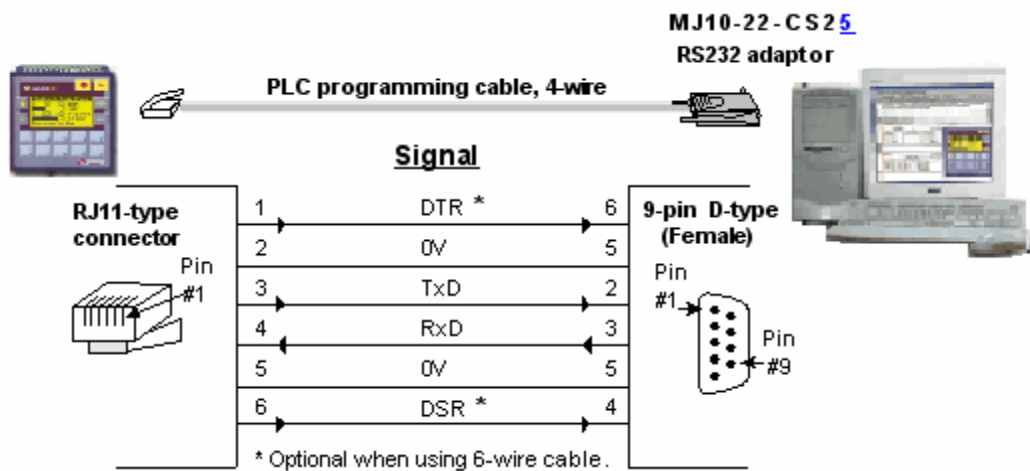 MJ10-22-CS25
RS232 adaptor
PLC programming cable, 4-wire
Signal
RJ11-type
connector
Pin
#1
1 DTR * 6
2 0V 5
3 TxD 2
4 RxD 3
5 0V 5
6 DSR * 4
9-pin D-type
(Female)
Pin
#1
Pin
#9
* Optional when using 6-wire cable.